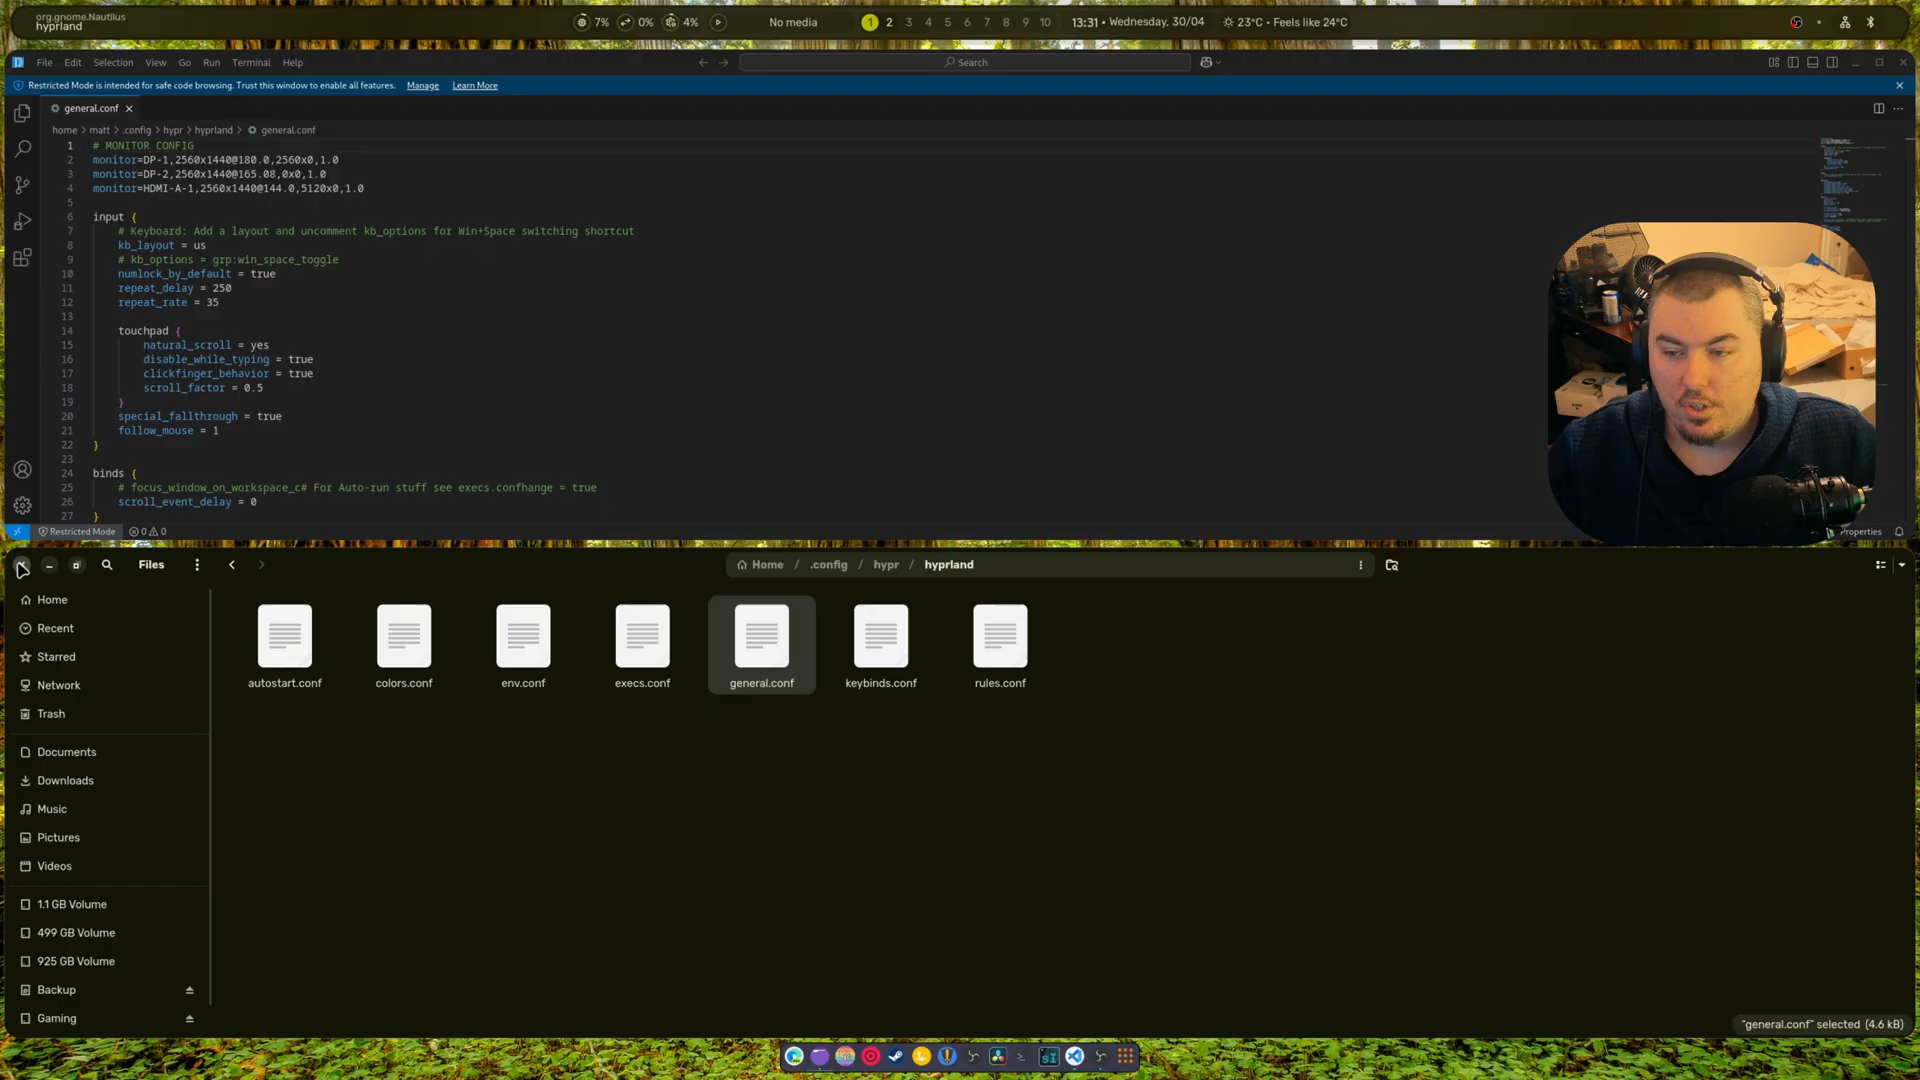 org.gnome.Nautilus
hyprland
7% 0% 4% No media 1 2 3 4 5 6 7 8 9 10 13:31 • Wednesday, 30/04 23°C • Feels like 24°C
File Edit Selection View Go Run Terminal Help Search
Restricted Mode is intended for safe code browsing. Trust this window to enable all features. Manage Learn More
general.conf
home > matt > .config > hypr > hyprland > general.conf
1 # MONITOR CONFIG
2 monitor=DP-1,2560x1440@180.0,2560x0,1.0
3 monitor=DP-2,2560x1440@165.08,0x0,1.0
4 monitor=HDMI-A-1,2560x1440@144.0,5120x0,1.0
5
6 input {
7 # Keyboard: Add a layout and uncomment kb_options for Win+Space switching shortcut
8 kb_layout = us
9 # kb_options = grp:win_space_toggle
10 numlock_by_default = true
11 repeat_delay = 250
12 repeat_rate = 35
13
14 touchpad {
15 natural_scroll = yes
16 disable_while_typing = true
17 clickfinger_behavior = true
18 scroll_factor = 0.5
19 }
20 special_fallthrough = true
21 follow_mouse = 1
22 }
23
24 binds {
25 # focus_window_on_workspace_c# For Auto-run stuff see execs.confhange = true
26 scroll_event_delay = 0
27 }
Restricted Mode 0 0 Properties
Files Home / .config / hypr / hyprland
Home
Recent
Starred
Network
Trash
Documents
Downloads
Music
Pictures
Videos
1.1 GB Volume
499 GB Volume
925 GB Volume
Backup
Gaming
autostart.conf colors.conf env.conf execs.conf general.conf keybinds.conf rules.conf
"general.conf" selected (4.6 kB)